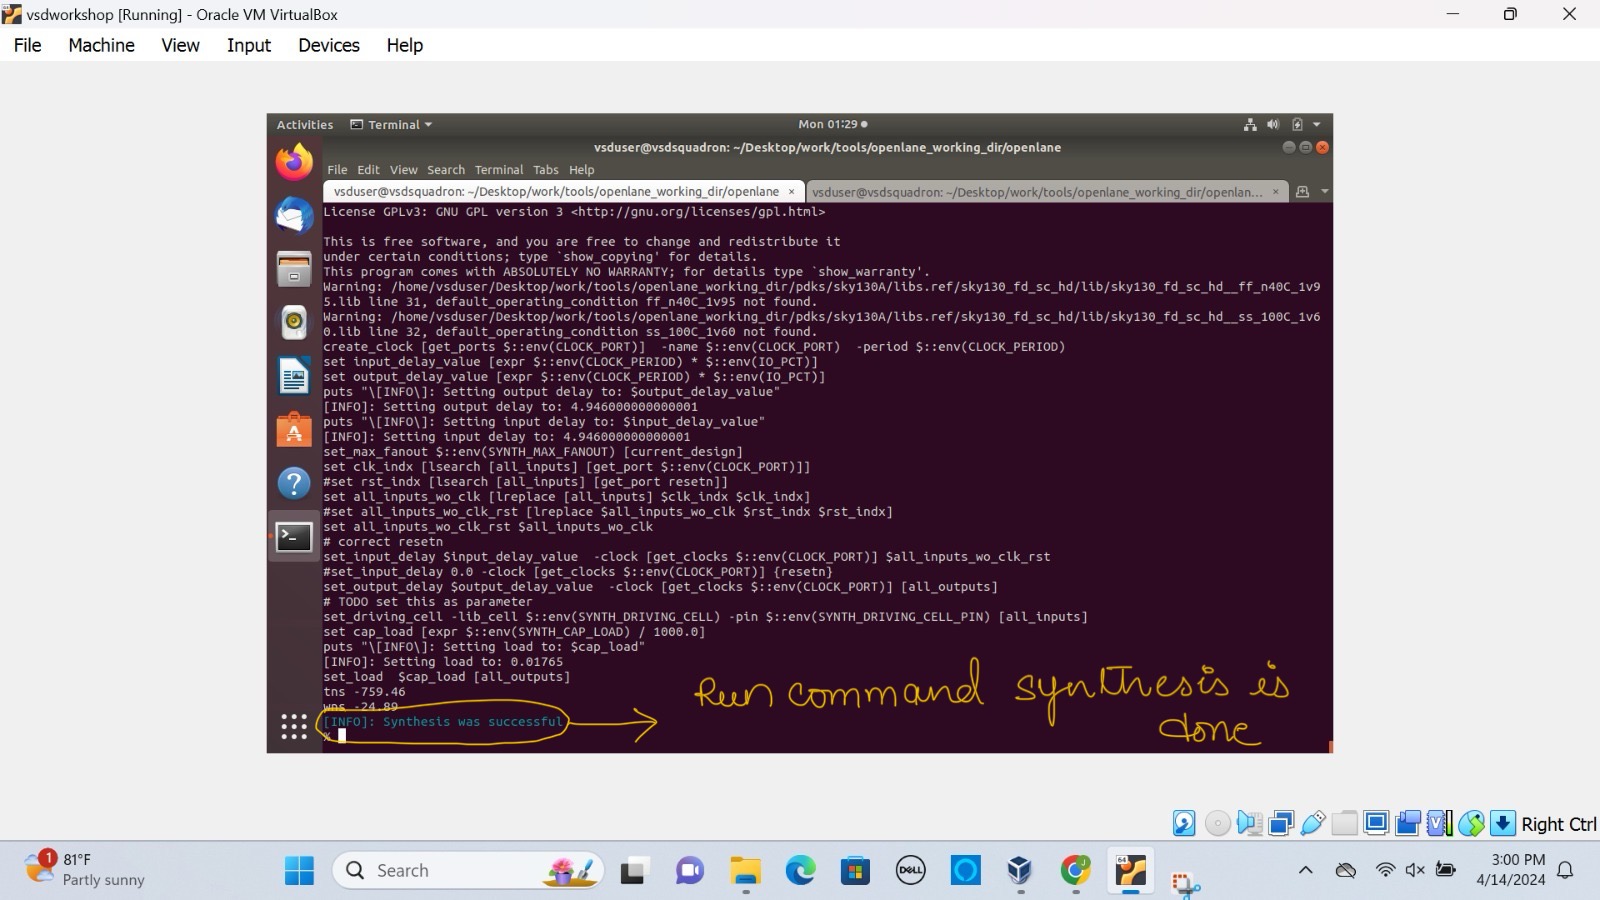 vsdworkshop [Running] - Oracle VM VirtualBox
File Machine View Input Devices Help
Activities Terminal Mon 01:29
vsduser@vsdsquadron: ~/Desktop/work/tools/openlane_working_dir/openlane
File Edit View Search Terminal Tabs Help
vsduser@vsdsquadron: ~/Desktop/work/tools/openlane_working_dir/openlane × vsduser@vsdsquadron: ~/Desktop/work/tools/openlane_working_dir/openlan... ×
License GPLv3: GNU GPL version 3 <http://gnu.org/licenses/gpl.html>
This is free software, and you are free to change and redistribute it
under certain conditions; type `show_copying' for details.
This program comes with ABSOLUTELY NO WARRANTY; for details type `show_warranty'.
Warning: /home/vsduser/Desktop/work/tools/openlane_working_dir/pdks/sky130A/libs.ref/sky130_fd_sc_hd/lib/sky130_fd_sc_hd__ff_n40C_1v9
5.lib line 31, default_operating_condition ff_n40C_1v95 not found.
Warning: /home/vsduser/Desktop/work/tools/openlane_working_dir/pdks/sky130A/libs.ref/sky130_fd_sc_hd/lib/sky130_fd_sc_hd__ss_100C_1v6
0.lib line 32, default_operating_condition ss_100C_1v60 not found.
create_clock [get_ports $::env(CLOCK_PORT)]  -name $::env(CLOCK_PORT)  -period $::env(CLOCK_PERIOD)
set input_delay_value [expr $::env(CLOCK_PERIOD) * $::env(IO_PCT)]
set output_delay_value [expr $::env(CLOCK_PERIOD) * $::env(IO_PCT)]
puts "\[INFO\]: Setting output delay to: $output_delay_value"
[INFO]: Setting output delay to: 4.946000000000001
puts "\[INFO\]: Setting input delay to: $input_delay_value"
[INFO]: Setting input delay to: 4.946000000000001
set_max_fanout $::env(SYNTH_MAX_FANOUT) [current_design]
set clk_indx [lsearch [all_inputs] [get_port $::env(CLOCK_PORT)]]
#set rst_indx [lsearch [all_inputs] [get_port resetn]]
set all_inputs_wo_clk [lreplace [all_inputs] $clk_indx $clk_indx]
#set all_inputs_wo_clk_rst [lreplace $all_inputs_wo_clk $rst_indx $rst_indx]
set all_inputs_wo_clk_rst $all_inputs_wo_clk
# correct resetn
set_input_delay $input_delay_value  -clock [get_clocks $::env(CLOCK_PORT)] $all_inputs_wo_clk_rst
#set_input_delay 0.0 -clock [get_clocks $::env(CLOCK_PORT)] {resetn}
set_output_delay $output_delay_value  -clock [get_clocks $::env(CLOCK_PORT)] [all_outputs]
# TODO set this as parameter
set_driving_cell -lib_cell $::env(SYNTH_DRIVING_CELL) -pin $::env(SYNTH_DRIVING_CELL_PIN) [all_inputs]
set cap_load [expr $::env(SYNTH_CAP_LOAD) / 1000.0]
puts "\[INFO\]: Setting load to: $cap_load"
[INFO]: Setting load to: 0.01765
set_load  $cap_load [all_outputs]
tns -759.46
wns -24.89
[INFO]: Synthesis was successful
%
Run command synthesis is
done
Right Ctrl
1
81°F
Partly sunny
Search
DELL
64
3:00 PM
4/14/2024